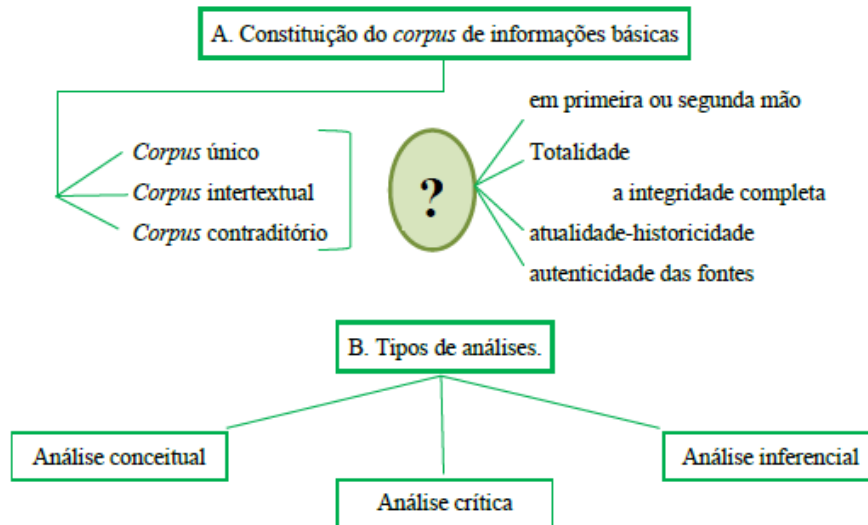 A. Constituição do corpus de informações básicas
Corpus único
Corpus intertextual
Corpus contraditório
?
em primeira ou segunda mão
Totalidade
a integridade completa
atualidade-historicidade
autenticidade das fontes
B. Tipos de análises.
Análise conceitual
Análise crítica
Análise inferencial